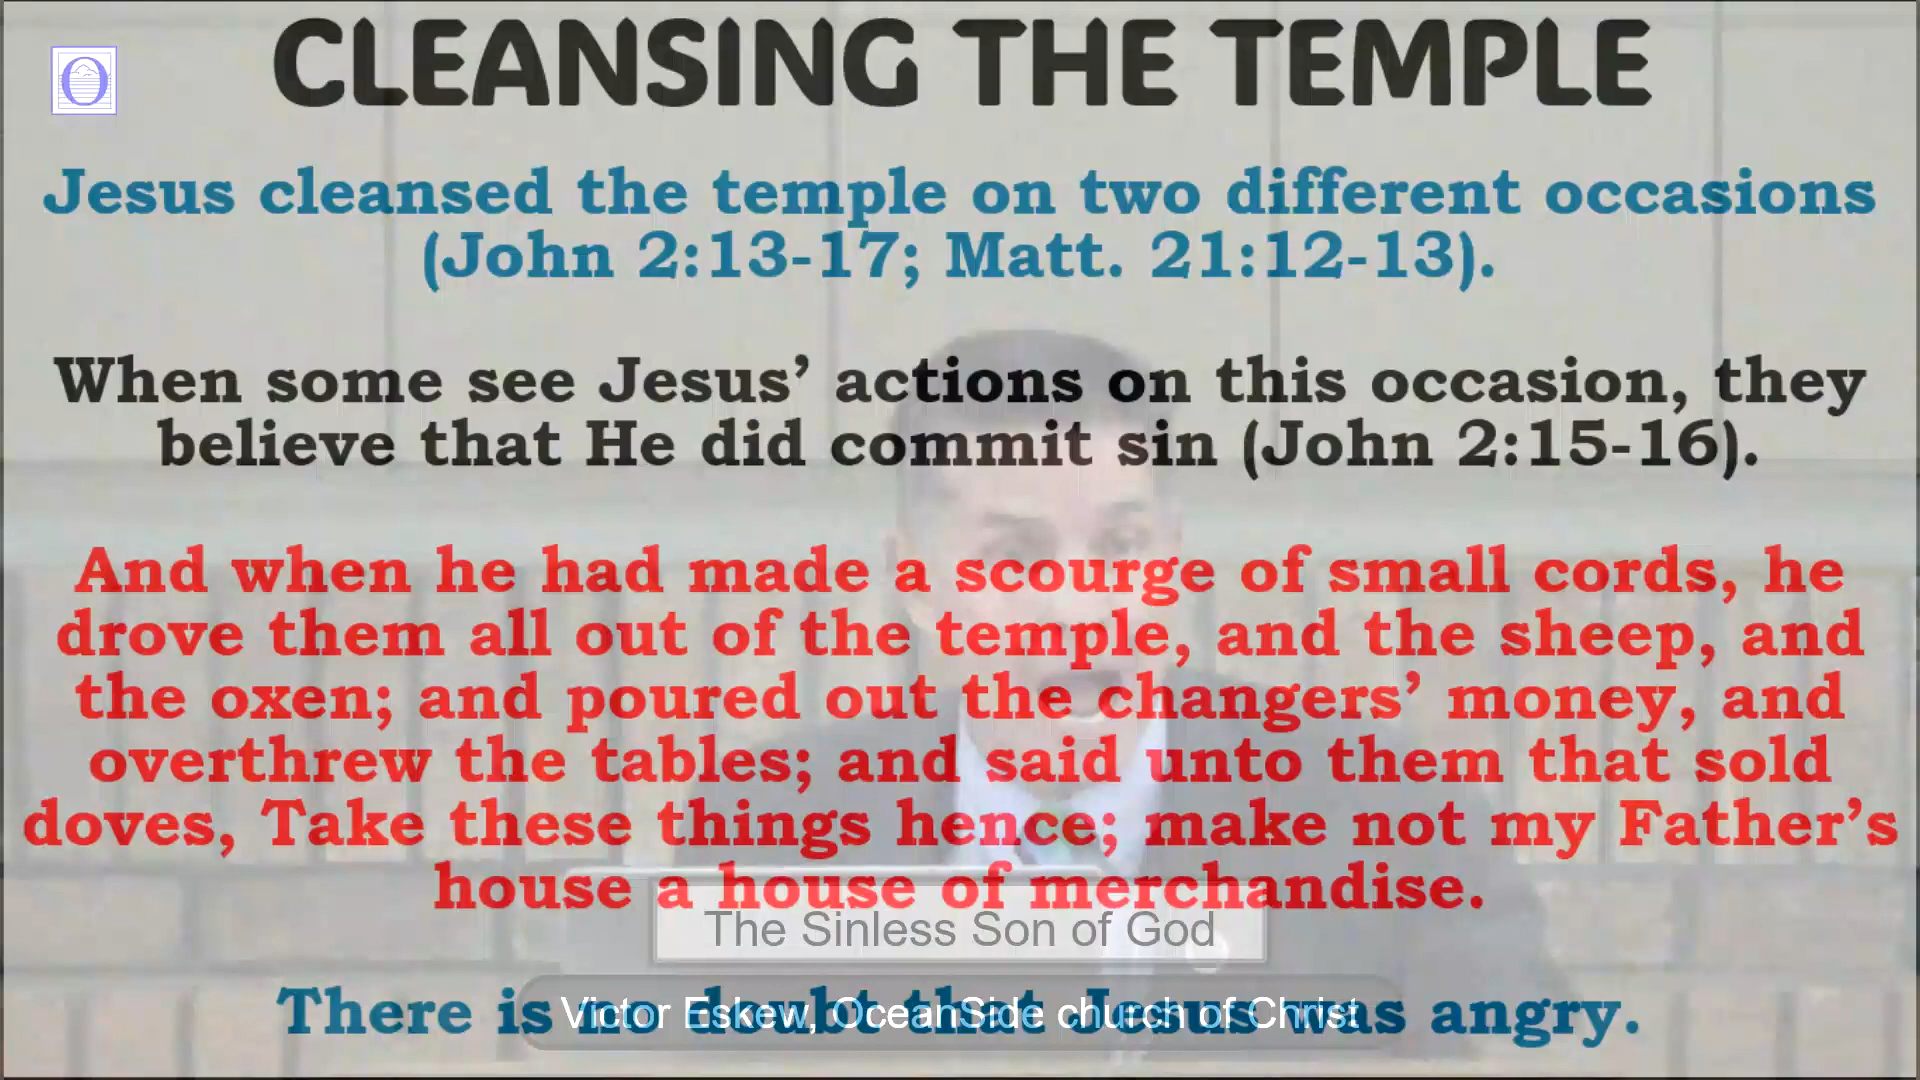 O
CLEANSING THE TEMPLE
Jesus cleansed the temple on two different occasions
(John 2:13-17; Matt. 21:12-13).
When some see Jesus’ actions on this occasion, they
believe that He did commit sin (John 2:15-16).
And when he had made a scourge of small cords, he
drove them all out of the temple, and the sheep, and
the oxen; and poured out the changers’ money, and
overthrew the tables; and said unto them that sold
doves, Take these things hence; make not my Father’s
house a house of merchandise.
The Sinless Son of God
There is no doubt that Jesus was angry.
Victor Eskew, OceanSide church of Christ